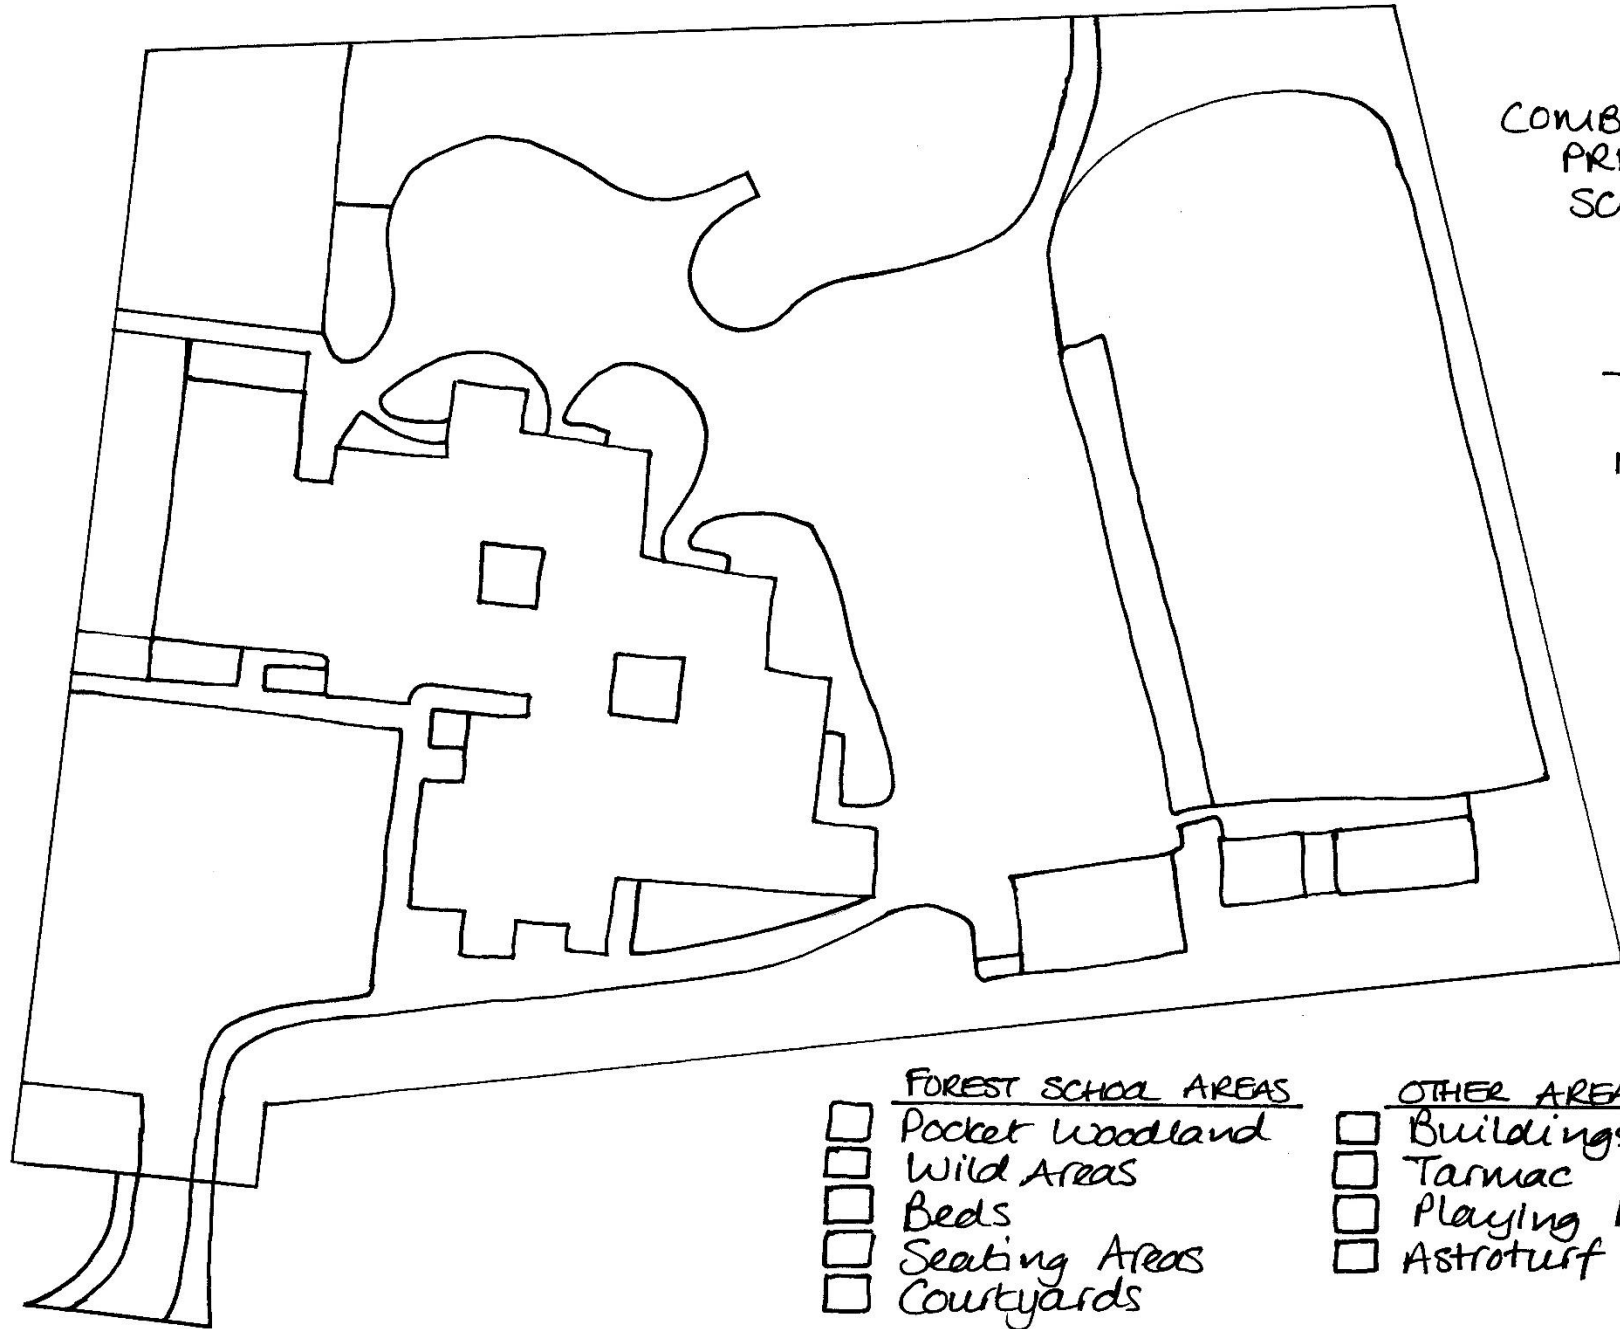 COMB
PRI
SC
FOREST SCHOOL AREAS
Pocket Woodland
Wild Areas
Beds
Seating Areas
Courtyards
OTHER AREA
Buildings
Tarmac
Playing
Astroturf